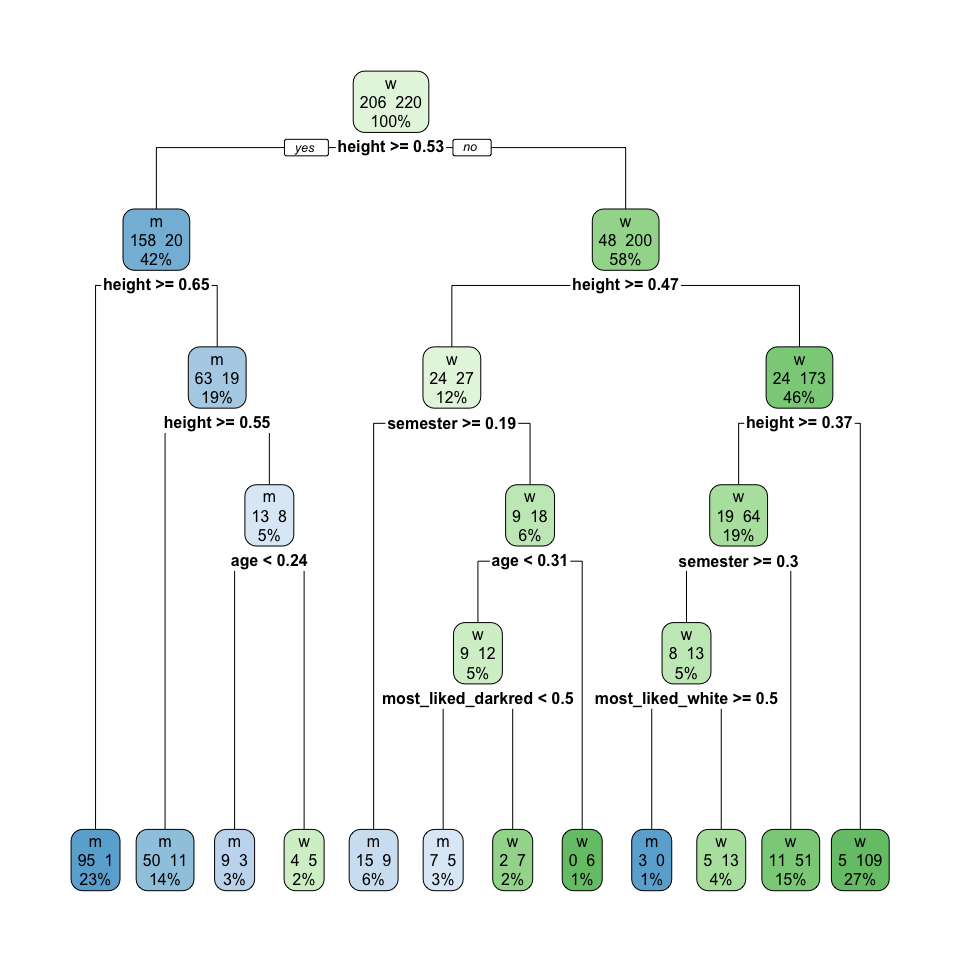 w
206 220
100%
yes height >= 0.53 no
m
158 20
42%
w
48 200
58%
height >= 0.65
height >= 0.47
m
63 19
19%
w
24 27
12%
w
24 173
46%
height >= 0.55
semester >= 0.19
height >= 0.37
m
13 8
5%
w
9 18
6%
w
19 64
19%
age < 0.24
age < 0.31
semester >= 0.3
w
9 12
5%
w
8 13
5%
most_liked_darkred < 0.5
most_liked_white >= 0.5
m
95 1
23%
m
50 11
14%
m
9 3
3%
w
4 5
2%
m
15 9
6%
m
7 5
3%
w
2 7
2%
w
0 6
1%
m
3 0
1%
w
5 13
4%
w
11 51
15%
w
5 109
27%